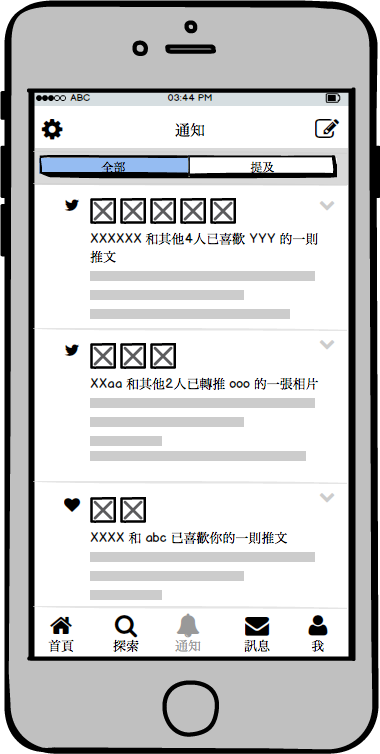 ABC 03:44 PM
通知
全部 提及
XXXXXX 和其他4人已喜歡 YYY 的一則
推文
XXaa 和其他2人已轉推 ooo 的一張相片
XXXX 和 abc 已喜歡你的一則推文
首頁 探索 通知 訊息 我